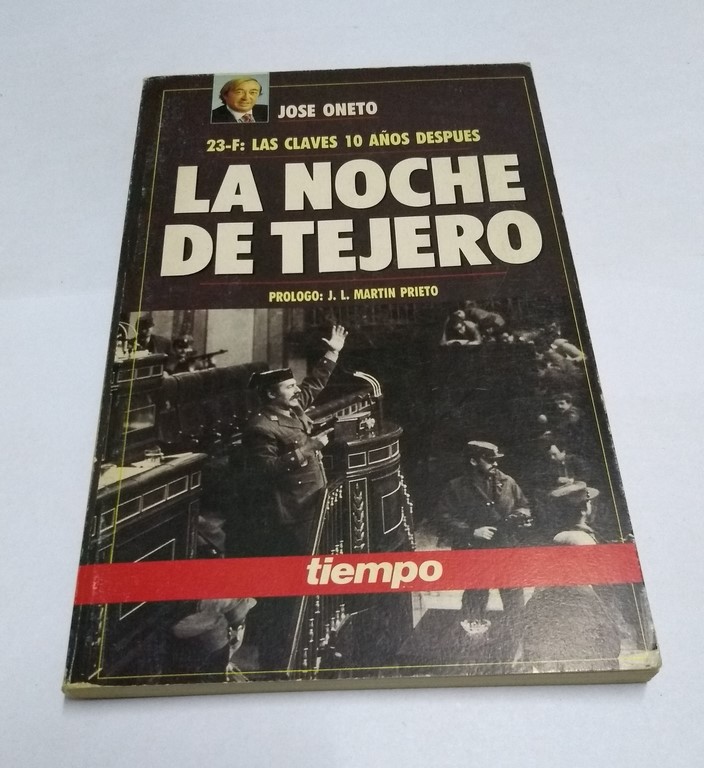 JOSE ONETO
23-F: LAS CLAVES 10 AÑOS DESPUES
LA NOCHE
DE TEJERO
PROLOGO: J. L. MARTIN PRIETO
tiempo